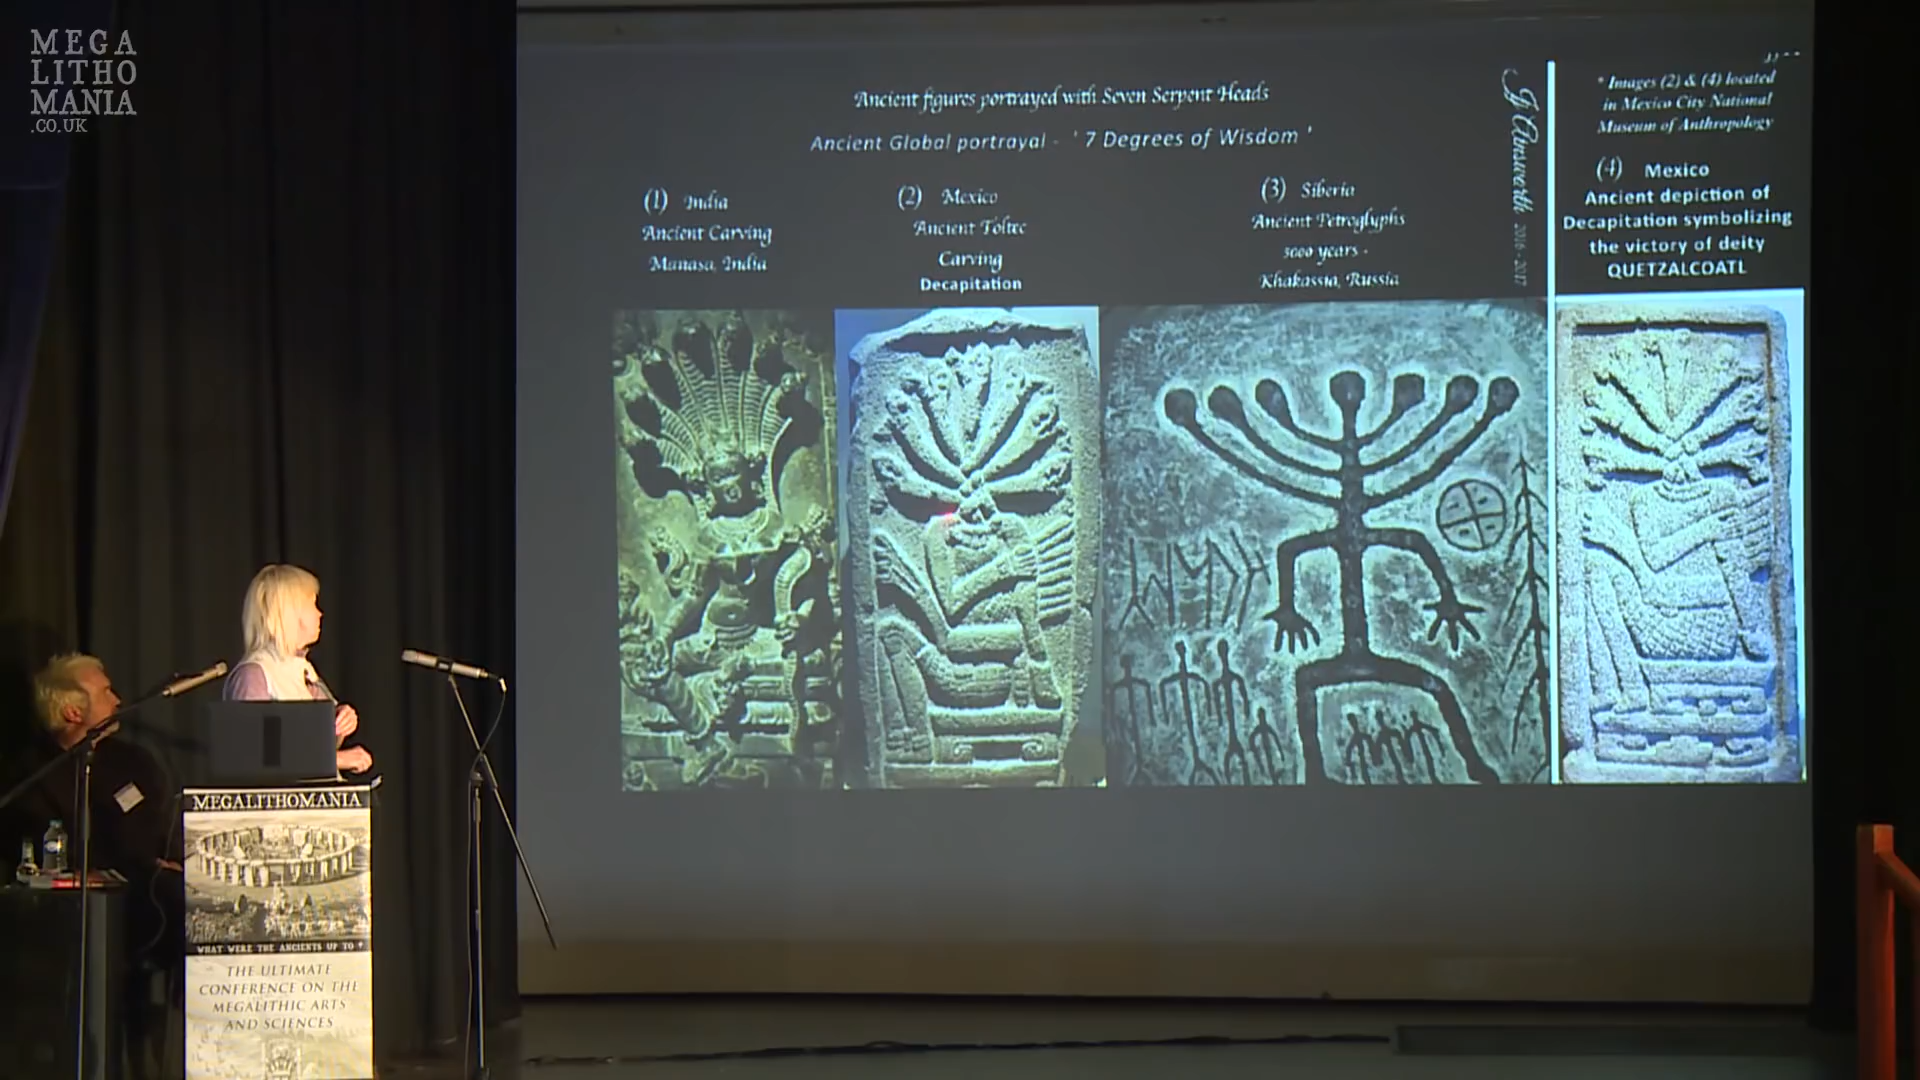 MEGA
LITHO
MANIA
.CO.UK
Ancient figures portrayed with Seven Serpent Heads
Ancient Global portrayal - ' 7 Degrees of Wisdom '
(1) India
Ancient Carving
Manasa, India
(2) Mexico
Ancient Toltec
Carving
Decapitation
(3) Siberia
Ancient Petroglyphs
5000 years -
Khakassia, Russia
Ainsworth 2016 - 2017
* Images (2) & (4) located
in Mexico City National
Museum of Anthropology
(4) Mexico
Ancient depiction of
Decapitation symbolizing
the victory of deity
QUETZALCOATL
MEGALITHOMANIA
WHAT WERE THE ANCIENTS UP TO ?
THE ULTIMATE
CONFERENCE ON THE
MEGALITHIC ARTS
AND SCIENCES